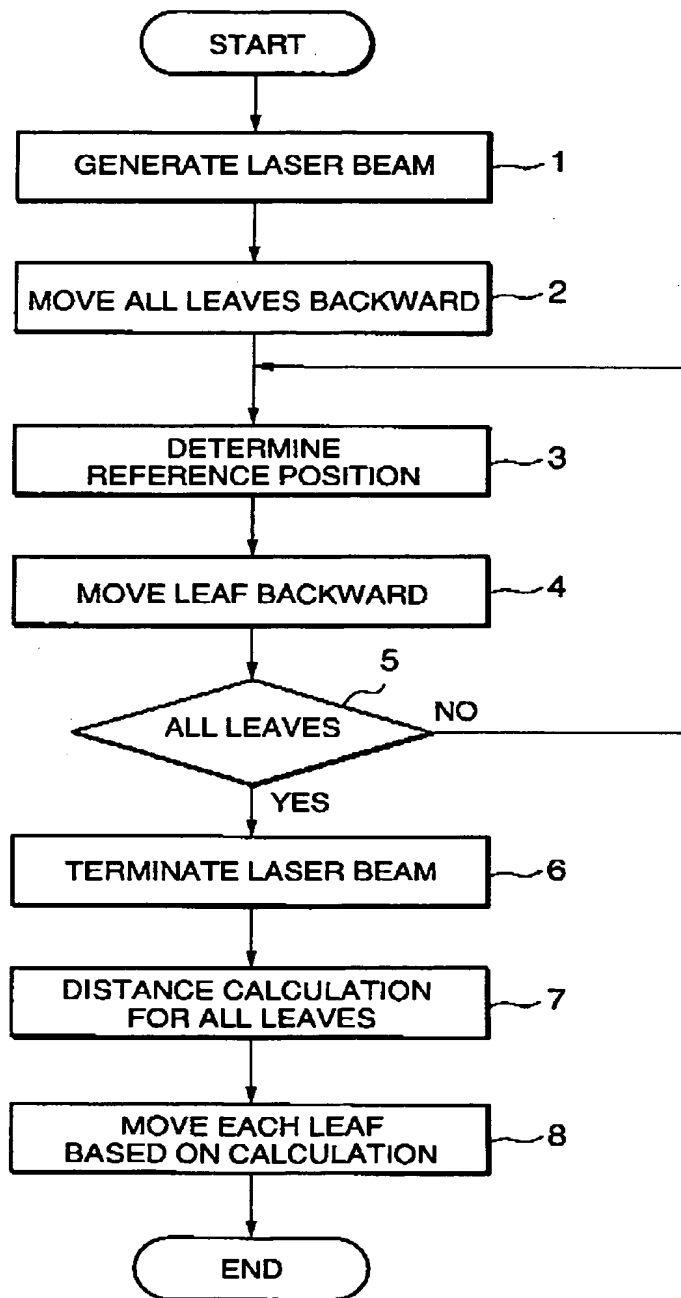 START
GENERATE LASER BEAM
1
MOVE ALL LEAVES BACKWARD
2
DETERMINE
REFERENCE POSITION
3
MOVE LEAF BACKWARD
4
5
ALL LEAVES
NO
YES
TERMINATE LASER BEAM
6
DISTANCE CALCULATION
FOR ALL LEAVES
7
MOVE EACH LEAF
BASED ON CALCULATION
8
END